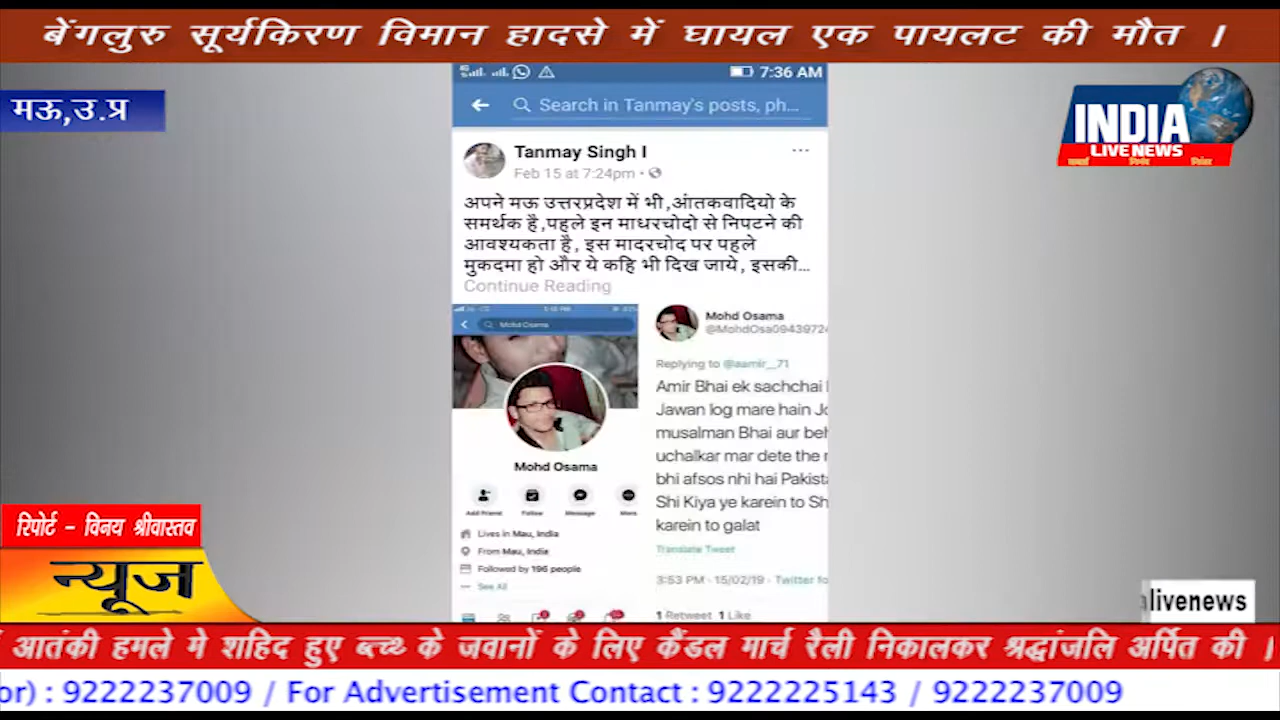 बेंगलुरु सूर्यकिरण विमान हादसे में घायल एक पायलट की मौत ।
7:36 AM
मऊ,उ.प्र
Search in Tanmay's posts, ph...
INDIA
LIVE NEWS
Tanmay Singh I
Feb 15 at 7:24pm
अपने मऊ उत्तरप्रदेश में भी ,आंतकवादियो के
समर्थक है ,पहले इन माधरचोदो से निपटने की
आवश्यकता है , इस मादरचोद पर पहले
मुकदमा हो और ये कहि भी दिख जाये , इसकी...
Continue Reading
Mohd Osama
Mohd Osama
Add Friend
Follow
Message
More
Lives in Mau, India
From Mau, India
Followed by 196 people
See All
Mohd Osama
@MohdOsa0943972
Replying to @aamir__71
Amir Bhai ek sachchai
Jawan log mare hain
musalman Bhai aur
uchalkar mar dete the
bhi afsos nhi hai
Shi Kiya ye karein to
karein to galat
Translate Tweet
3:53 PM · 15/02/19 · Twitter
1 Retweet 1 Like
रिपोर्ट - विनय श्रीवास्तव
न्यूज
livenews
आतंकी हमले मे शहिद हुए के जवानों के लिए कैंडल मार्च रैली निकालकर श्रद्धांजलि अर्पित की ।
or) : 9222237009 / For Advertisement Contact : 9222225143 / 9222237009